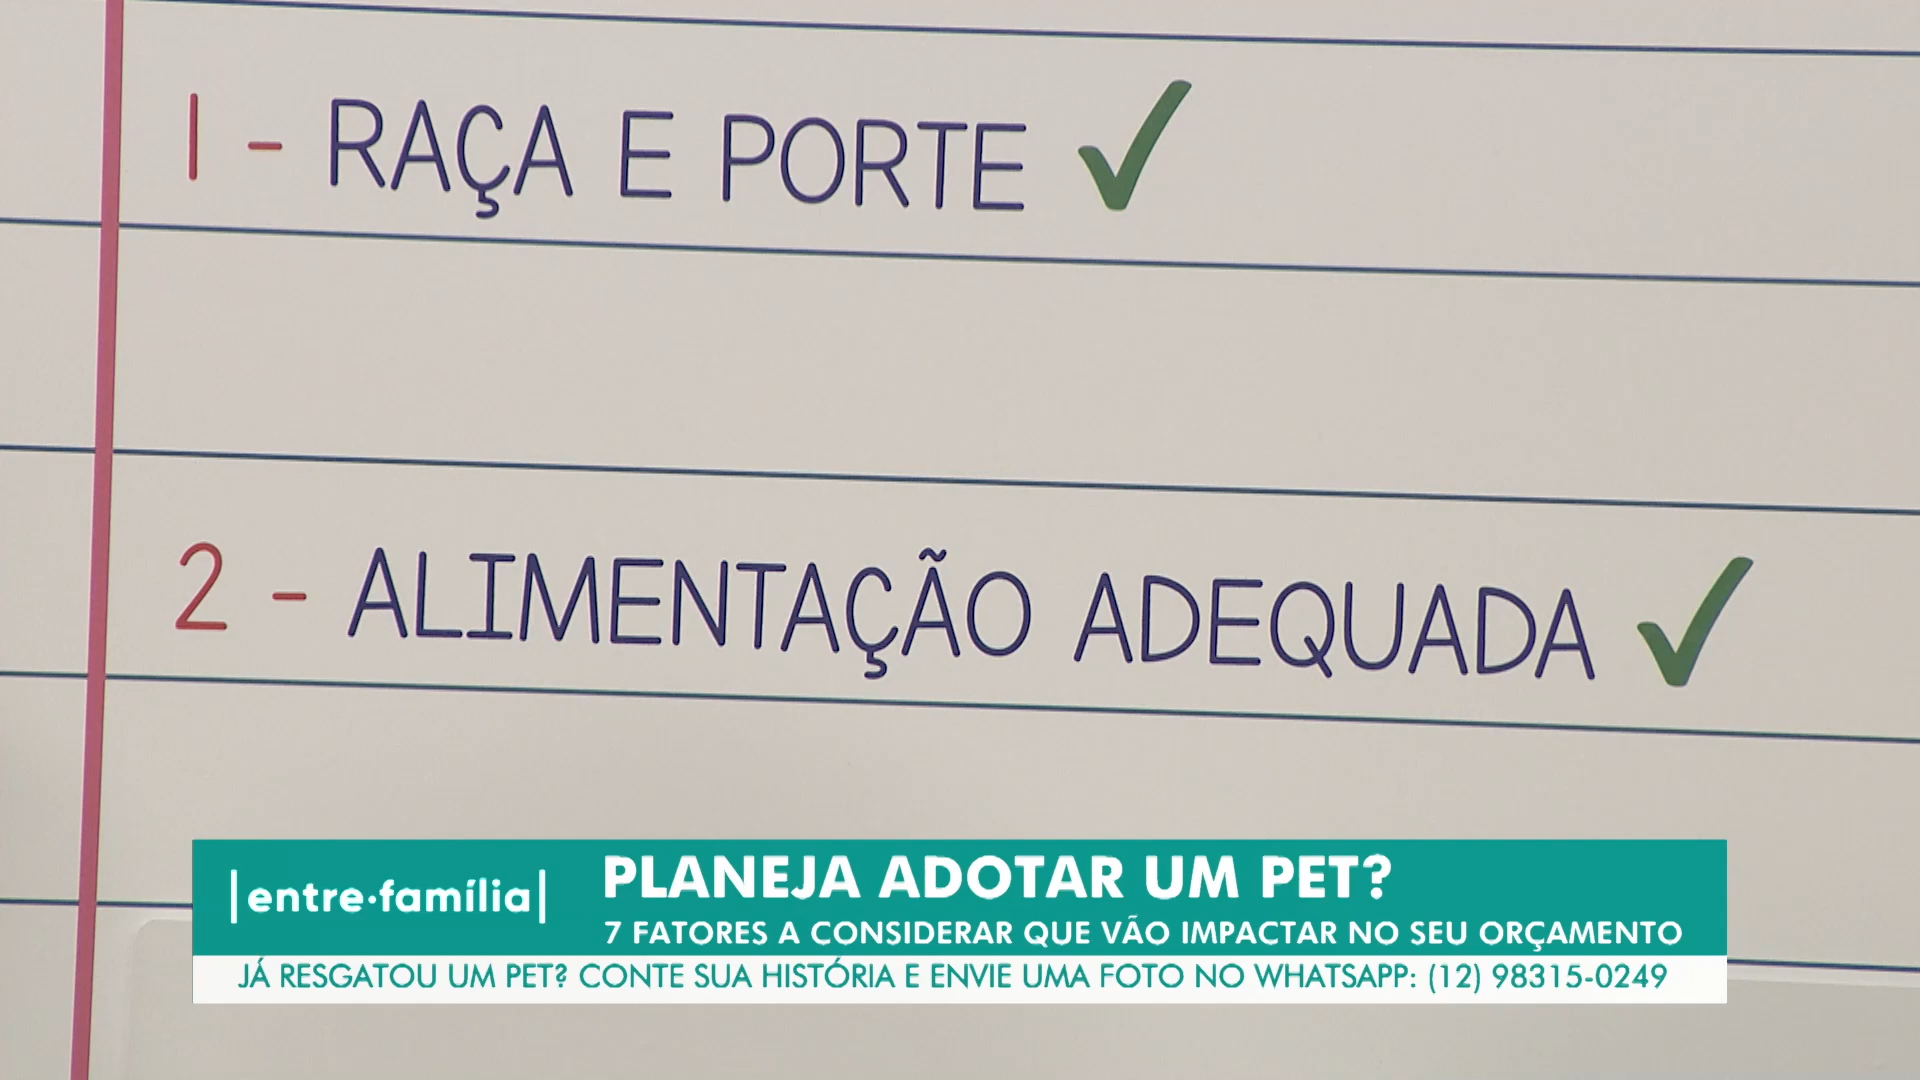 1 - RAÇA E PORTE ✓
2 - ALIMENTAÇÃO ADEQUADA ✓
|entre·família|
PLANEJA ADOTAR UM PET?
7 FATORES A CONSIDERAR QUE VÃO IMPACTAR NO SEU ORÇAMENTO
JÁ RESGATOU UM PET? CONTE SUA HISTÓRIA E ENVIE UMA FOTO NO WHATSAPP: (12) 98315-0249